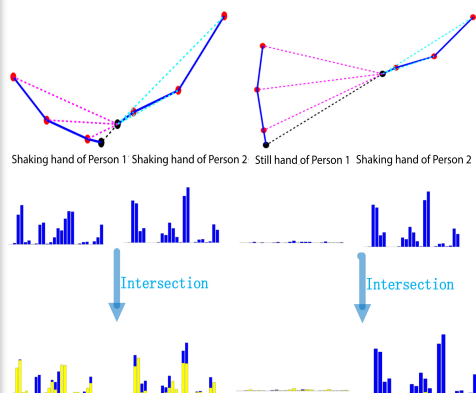 Shaking hand of Person 1 Shaking hand of Person 2 Still hand of Person 1 Shaking hand of Person 2
Intersection Intersection